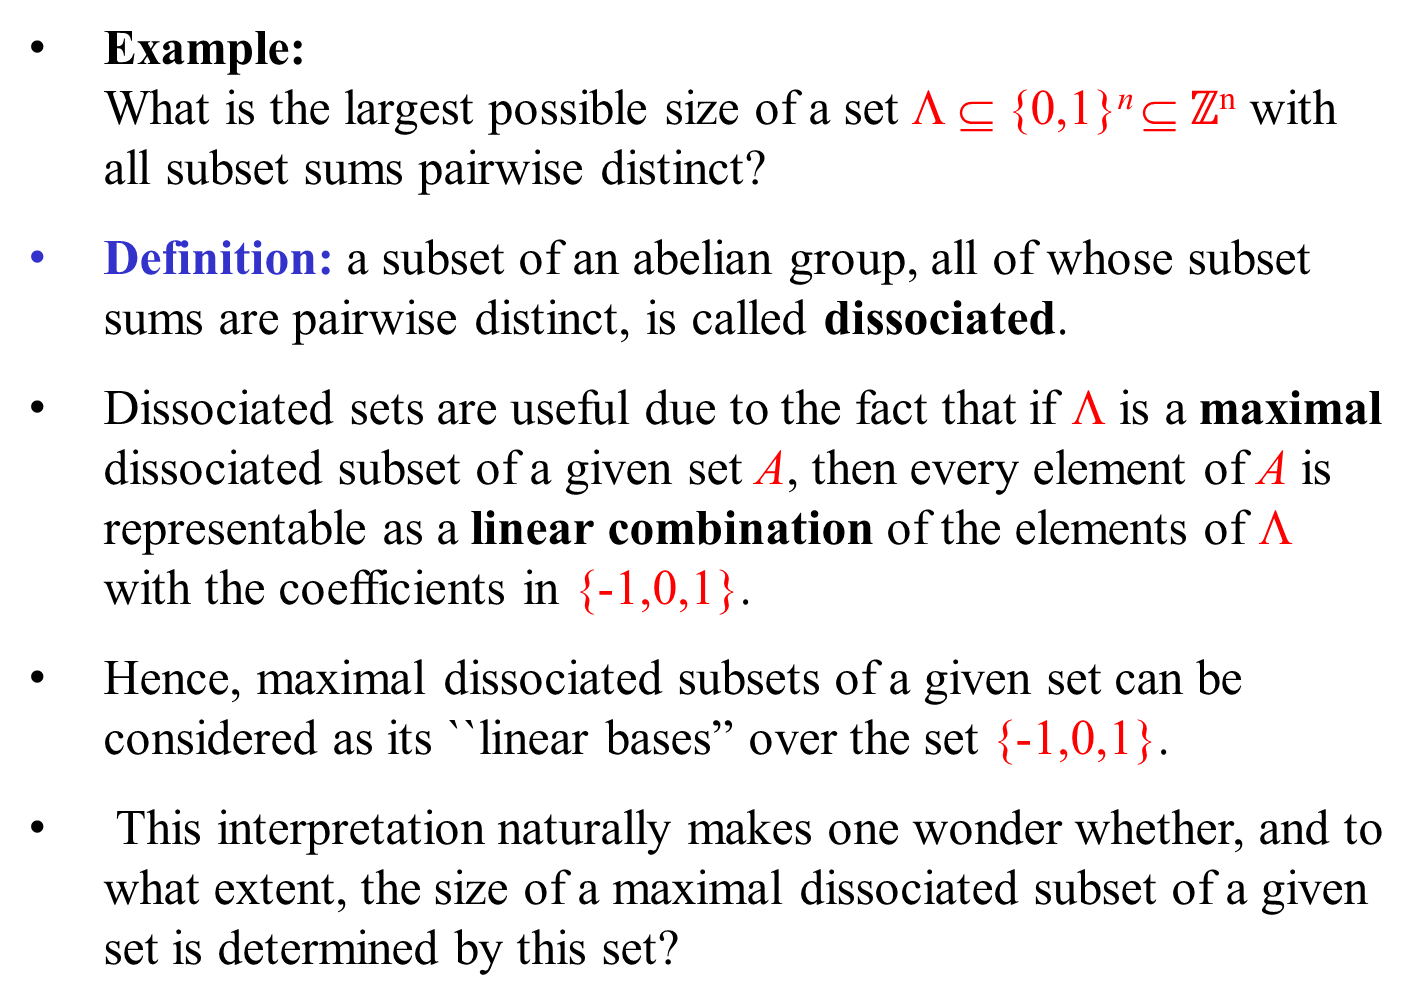 • Example:
What is the largest possible size of a set Λ ⊆ {0,1}ⁿ ⊆ ℤⁿ with
all subset sums pairwise distinct?
• Definition: a subset of an abelian group, all of whose subset
sums are pairwise distinct, is called dissociated.
• Dissociated sets are useful due to the fact that if Λ is a maximal
dissociated subset of a given set A, then every element of A is
representable as a linear combination of the elements of Λ
with the coefficients in {-1,0,1}.
• Hence, maximal dissociated subsets of a given set can be
considered as its ``linear bases” over the set {-1,0,1}.
• This interpretation naturally makes one wonder whether, and to
what extent, the size of a maximal dissociated subset of a given
set is determined by this set?